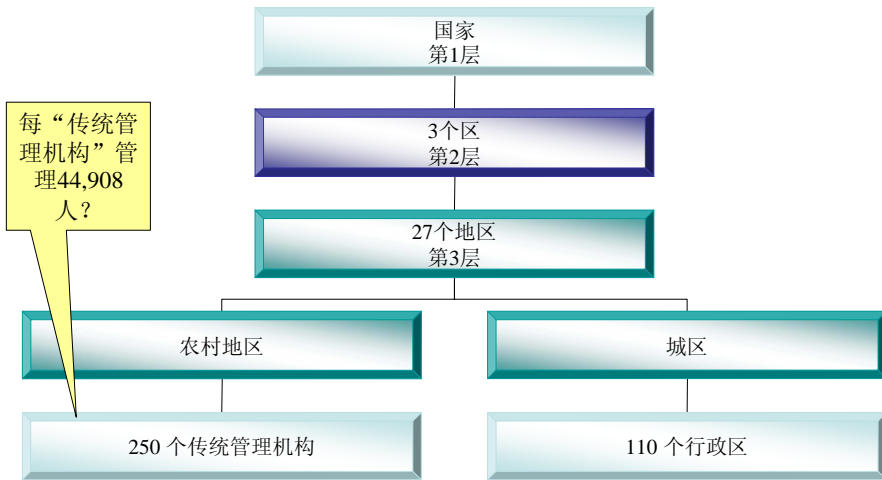 国家
第1层
每“传统管
理机构”管
理44,908
人？
3个区
第2层
27个地区
第3层
农村地区
城区
250 个传统管理机构
110 个行政区